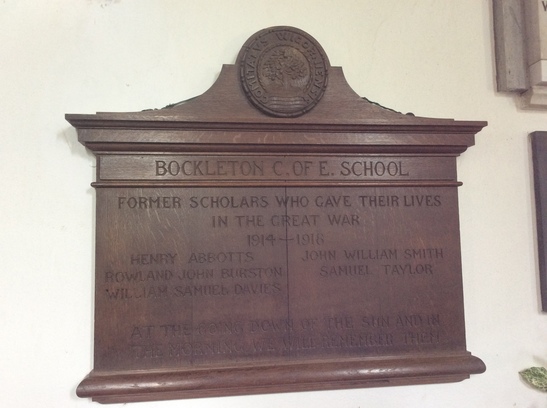 COMITATUS WIGORNIENSIS
BOCKLETON C. OF E. SCHOOL
FORMER SCHOLARS WHO GAVE THEIR LIVES
IN THE GREAT WAR
1914—1918
HENRY ABBOTTS
ROWLAND JOHN BURSTON
WILLIAM SAMUEL DAVIES
JOHN WILLIAM SMITH
SAMUEL TAYLOR
AT THE GOING DOWN OF THE SUN AND IN
THE MORNING WE WILL REMEMBER THEM